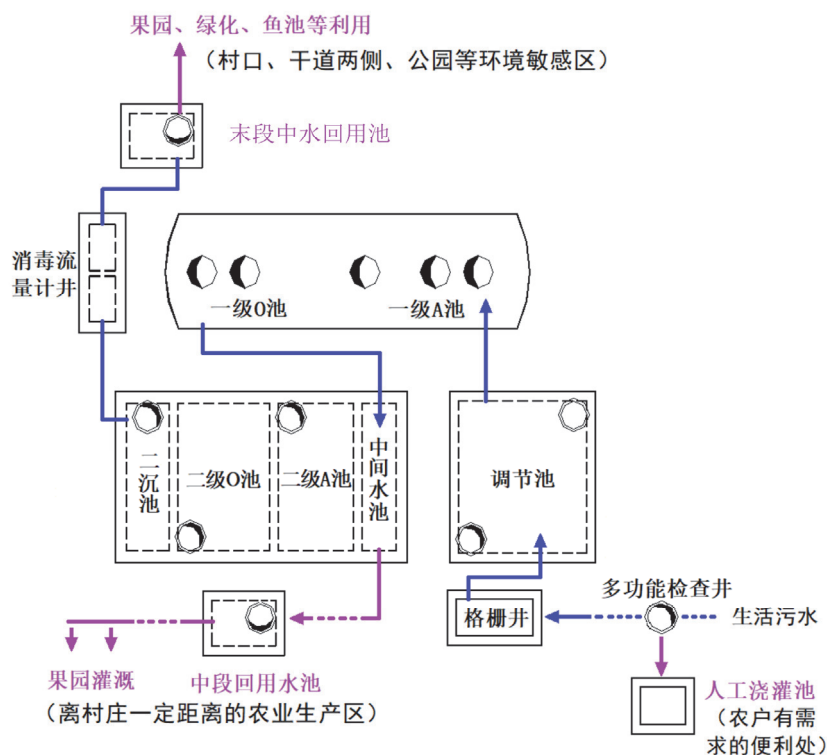 果园、绿化、鱼池等利用
（村口、干道两侧、公园等环境敏感区）
末段中水回用池
消毒流
量计井
一级O池
一级A池
二沉池
二级O池
二级A池
中间水池
调节池
多功能检查井
格栅井
生活污水
果园灌溉
中段回用水池
（离村庄一定距离的农业生产区）
人工浇灌池
（农户有需
求的便利处）